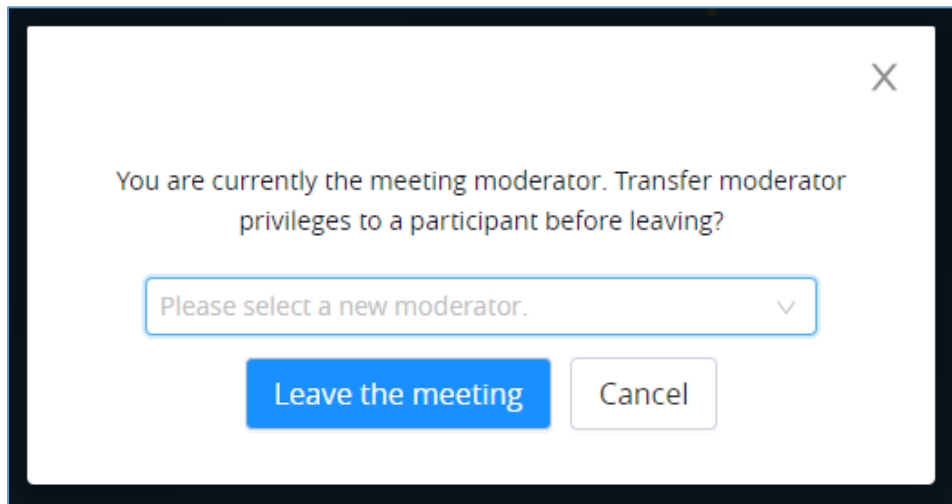 You are currently the meeting moderator. Transfer moderator
privileges to a participant before leaving?
Please select a new moderator.
Leave the meeting
Cancel